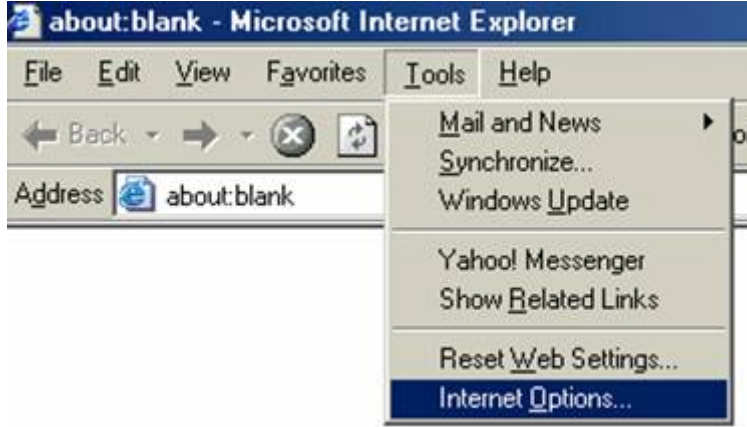 about:blank - Microsoft Internet Explorer
File Edit View Favorites Tools Help
Back
Address about:blank
Mail and News
Synchronize...
Windows Update
Yahoo! Messenger
Show Related Links
Reset Web Settings...
Internet Options...